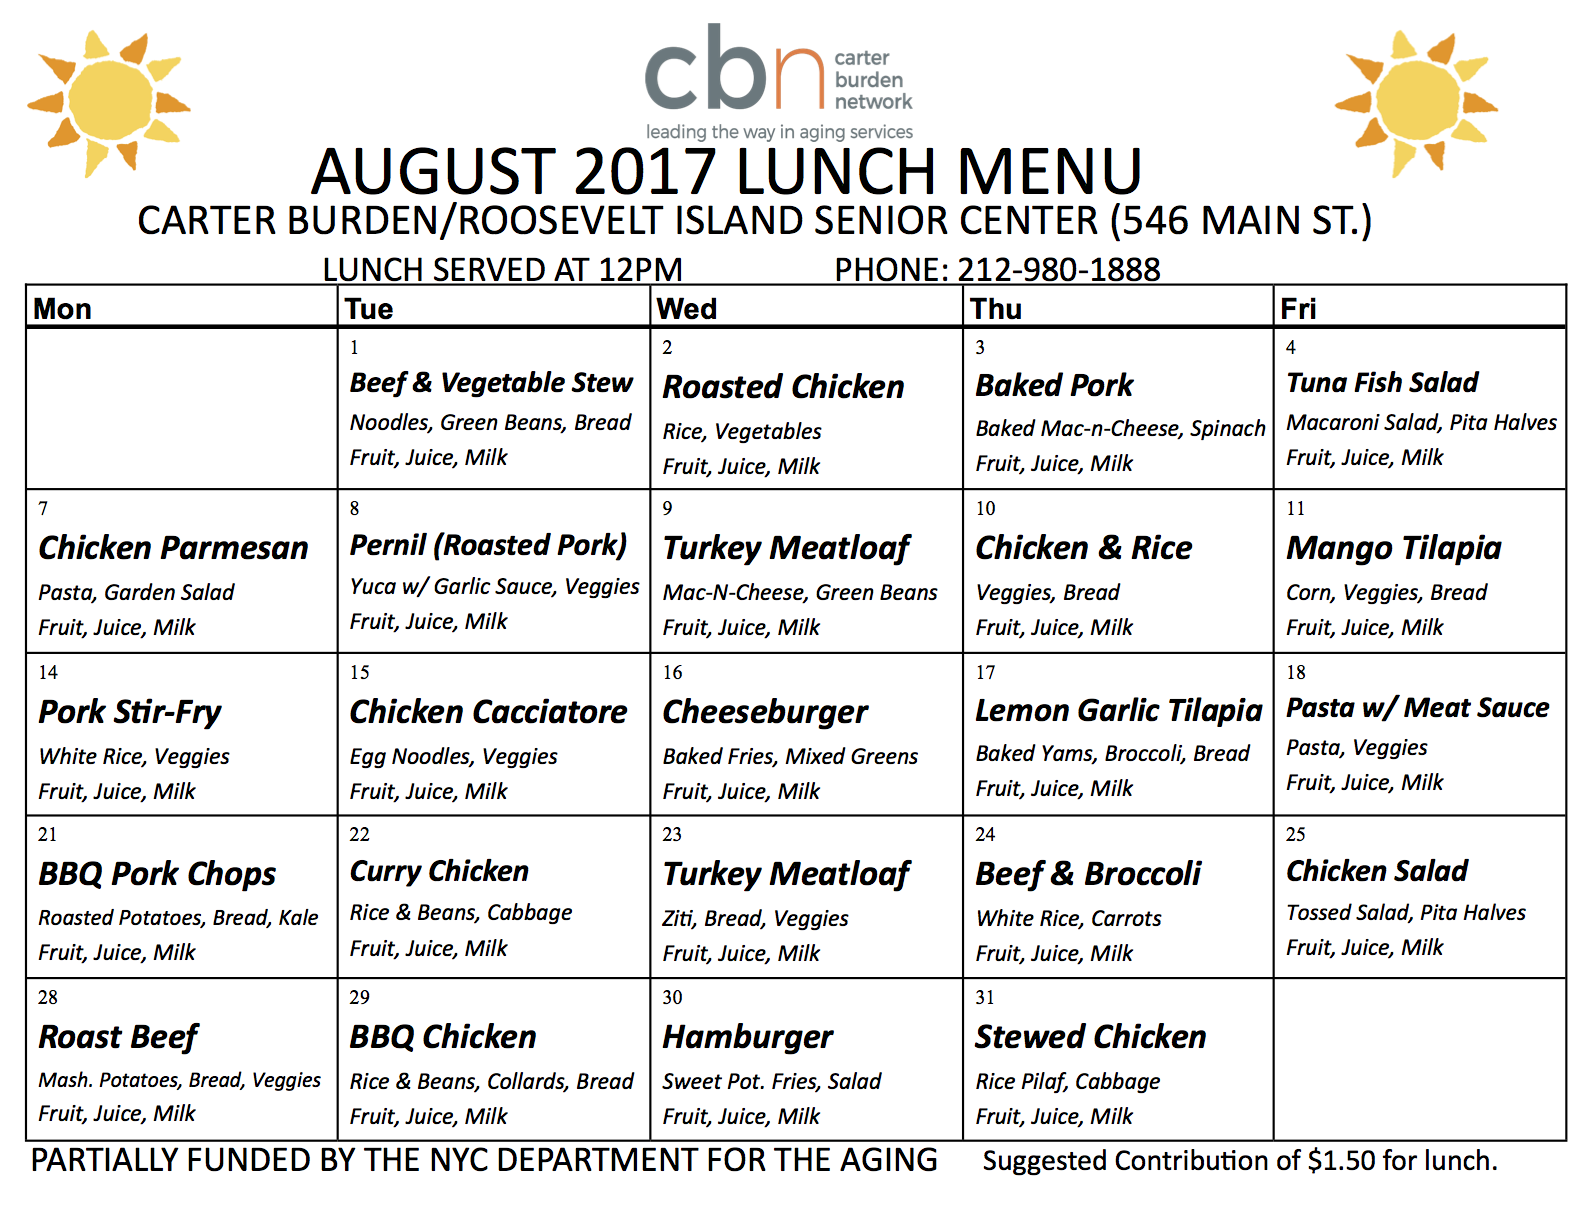 cbn
carter
burden
network
leading the way in aging services
AUGUST 2017 LUNCH MENU
CARTER BURDEN/ROOSEVELT ISLAND SENIOR CENTER (546 MAIN ST.)
LUNCH SERVED AT 12PM PHONE: 212-980-1888
Mon Tue Wed Thu Fri
1
Beef & Vegetable Stew
Noodles, Green Beans, Bread
Fruit, Juice, Milk
2
Roasted Chicken
Rice, Vegetables
Fruit, Juice, Milk
3
Baked Pork
Baked Mac-n-Cheese, Spinach
Fruit, Juice, Milk
4
Tuna Fish Salad
Macaroni Salad, Pita Halves
Fruit, Juice, Milk
7
Chicken Parmesan
Pasta, Garden Salad
Fruit, Juice, Milk
8
Pernil (Roasted Pork)
Yuca w/ Garlic Sauce, Veggies
Fruit, Juice, Milk
9
Turkey Meatloaf
Mac-N-Cheese, Green Beans
Fruit, Juice, Milk
10
Chicken & Rice
Veggies, Bread
Fruit, Juice, Milk
11
Mango Tilapia
Corn, Veggies, Bread
Fruit, Juice, Milk
14
Pork Stir-Fry
White Rice, Veggies
Fruit, Juice, Milk
15
Chicken Cacciatore
Egg Noodles, Veggies
Fruit, Juice, Milk
16
Cheeseburger
Baked Fries, Mixed Greens
Fruit, Juice, Milk
17
Lemon Garlic Tilapia
Baked Yams, Broccoli, Bread
Fruit, Juice, Milk
18
Pasta w/ Meat Sauce
Pasta, Veggies
Fruit, Juice, Milk
21
BBQ Pork Chops
Roasted Potatoes, Bread, Kale
Fruit, Juice, Milk
22
Curry Chicken
Rice & Beans, Cabbage
Fruit, Juice, Milk
23
Turkey Meatloaf
Ziti, Bread, Veggies
Fruit, Juice, Milk
24
Beef & Broccoli
White Rice, Carrots
Fruit, Juice, Milk
25
Chicken Salad
Tossed Salad, Pita Halves
Fruit, Juice, Milk
28
Roast Beef
Mash. Potatoes, Bread, Veggies
Fruit, Juice, Milk
29
BBQ Chicken
Rice & Beans, Collards, Bread
Fruit, Juice, Milk
30
Hamburger
Sweet Pot. Fries, Salad
Fruit, Juice, Milk
31
Stewed Chicken
Rice Pilaf, Cabbage
Fruit, Juice, Milk
PARTIALLY FUNDED BY THE NYC DEPARTMENT FOR THE AGING Suggested Contribution of $1.50 for lunch.